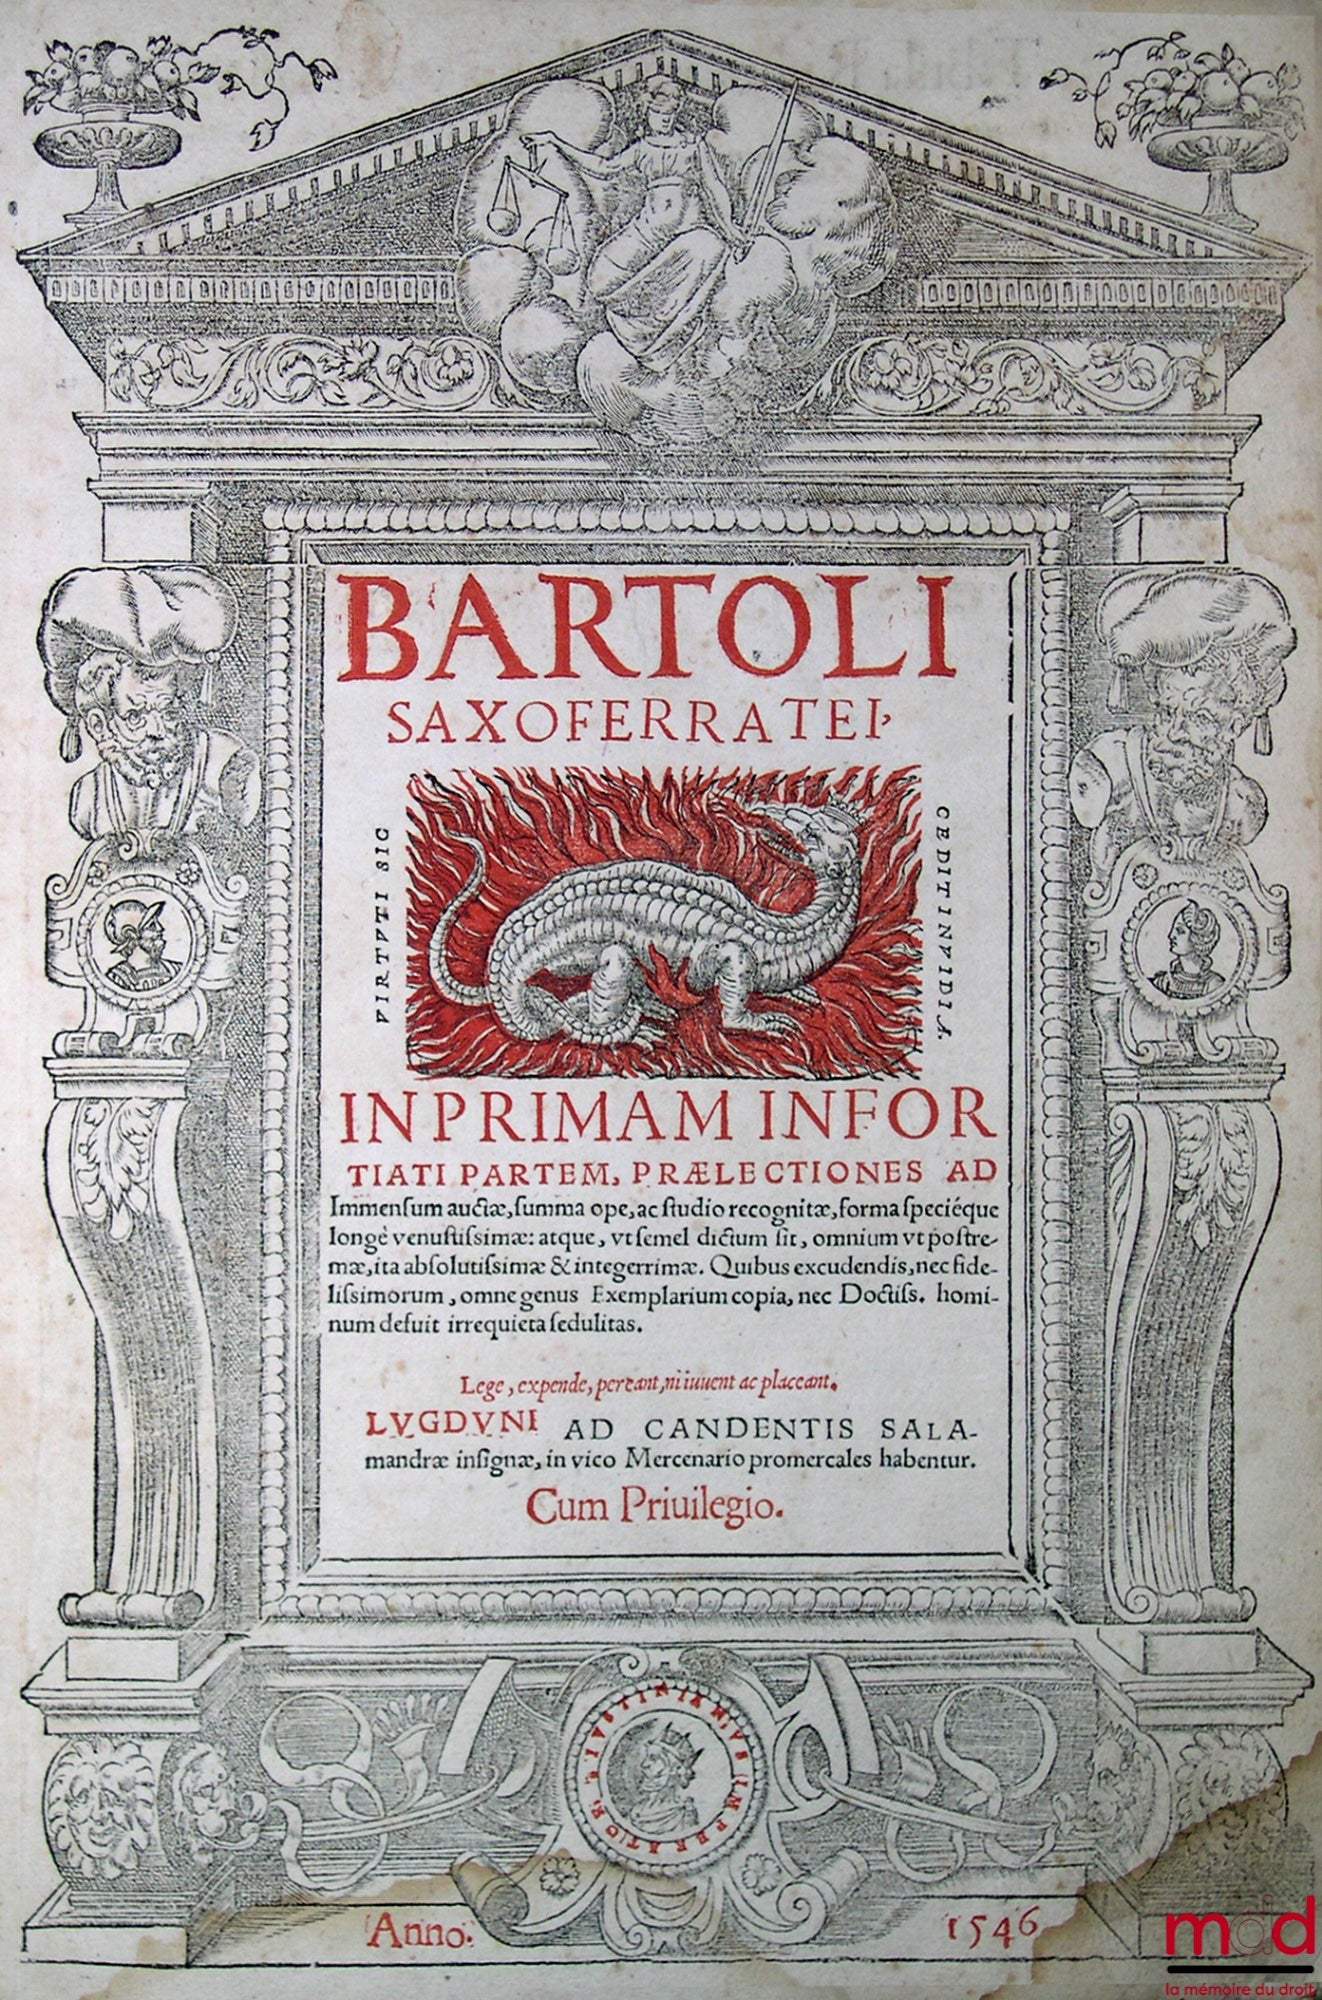 BARTOLI
SAXOFERRATEI,
VIRTVTI SIC
CEDIT INVIDIA.
IN PRIMAM INFOR
TIATI PARTEM, PRÆLECTIONES AD
Immenſum auctæ, ſumma ope, ac ſtudio recognitæ, forma ſpeciéque
longè venuſtiſsimæ: atque, vt ſemel dictum ſit, omnium vt poſtre-
mæ, ita abſolutiſsimæ & integerrimæ. Quibus excudendis, nec fide-
liſsimorum, omne genus Exemplarium copia, nec Doctiſs. homi-
num defuit irrequieta ſedulitas.
Lege, expende, pereant, ni iuuent ac placeant.
LVGDVNI AD CANDENTIS SALA-
mandræ inſignæ, in vico Mercenario promercales habentur.
Cum Priuilegio.
IVSTINIANVS IMPERATOR
Anno. 1546
mdd
la mémoire du droit